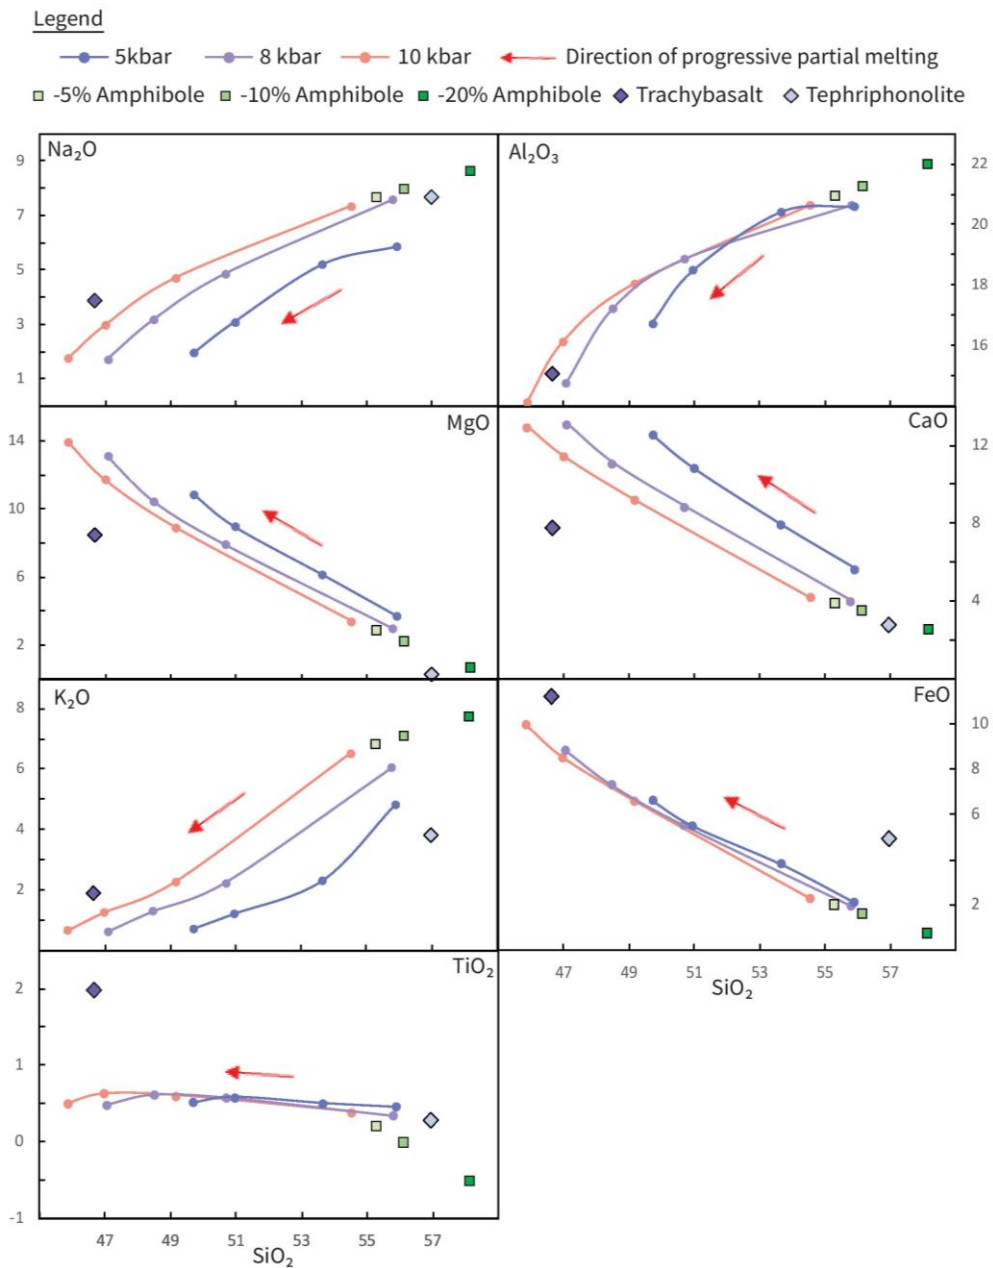 Legend
5kbar 8 kbar 10 kbar Direction of progressive partial melting
-5% Amphibole -10% Amphibole -20% Amphibole Trachybasalt Tephriphonolite
Na₂O
9
7
5
3
1
Al₂O₃
22
20
18
16
MgO
14
10
6
2
CaO
12
8
4
K₂O
8
6
4
2
FeO
10
8
6
2
47 49 51 53 55 57
SiO₂
TiO₂
2
1
0
-1
47 49 51 53 55 57
SiO₂